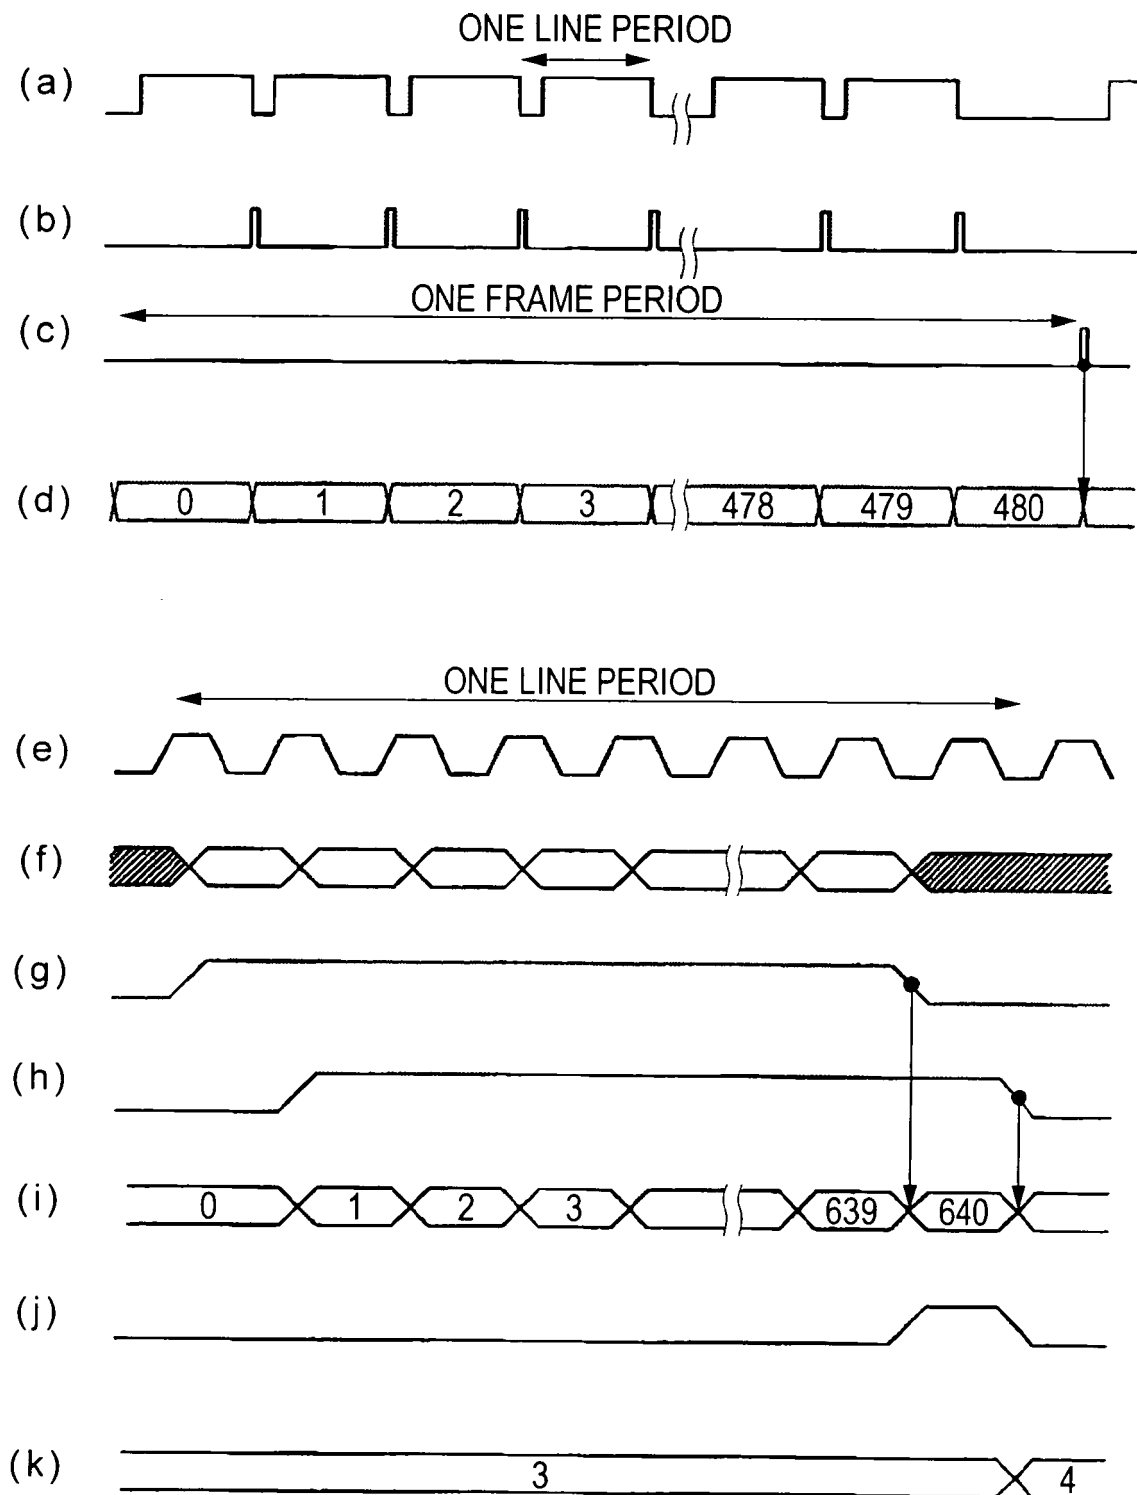 ONE LINE PERIOD
(a)
(b)
ONE FRAME PERIOD
(c)
(d) 0 1 2 3 478 479 480
ONE LINE PERIOD
(e)
(f)
(g)
(h)
(i) 0 1 2 3 639 640
(j)
(k) 3 4